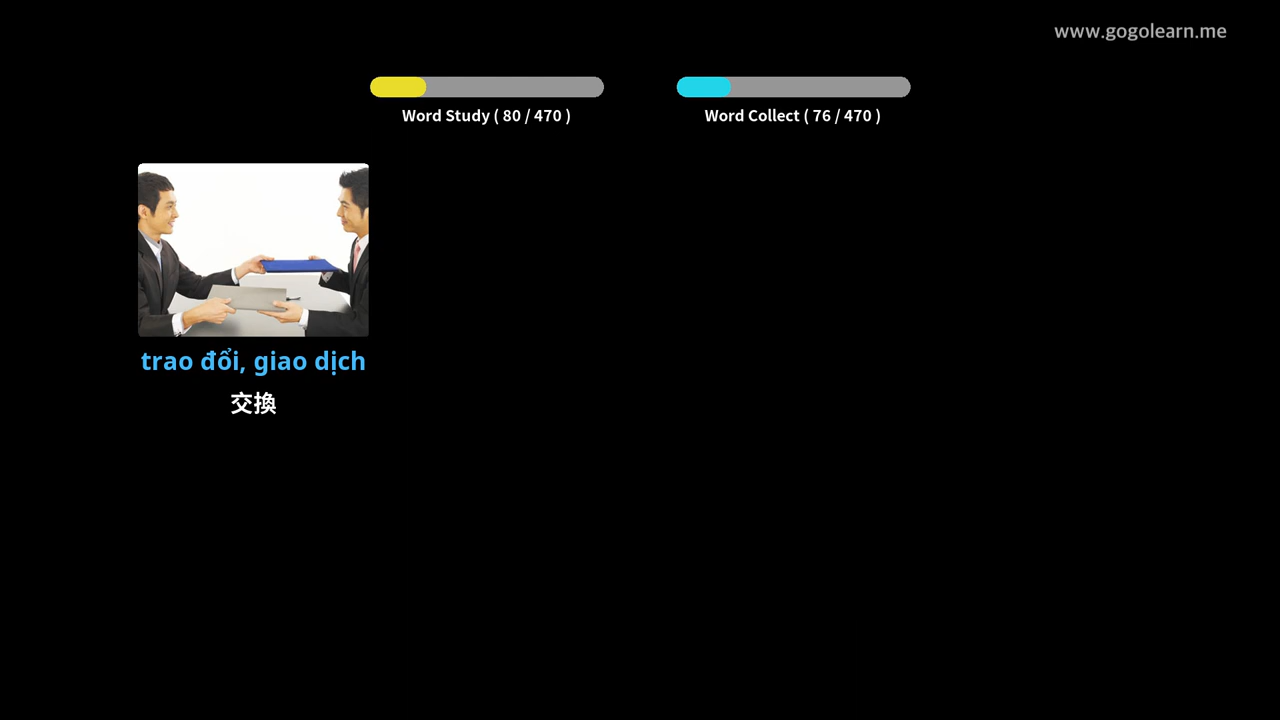 www.gogolearn.me
Word Study ( 80 / 470 )
Word Collect ( 76 / 470 )
trao đổi, giao dịch
交換